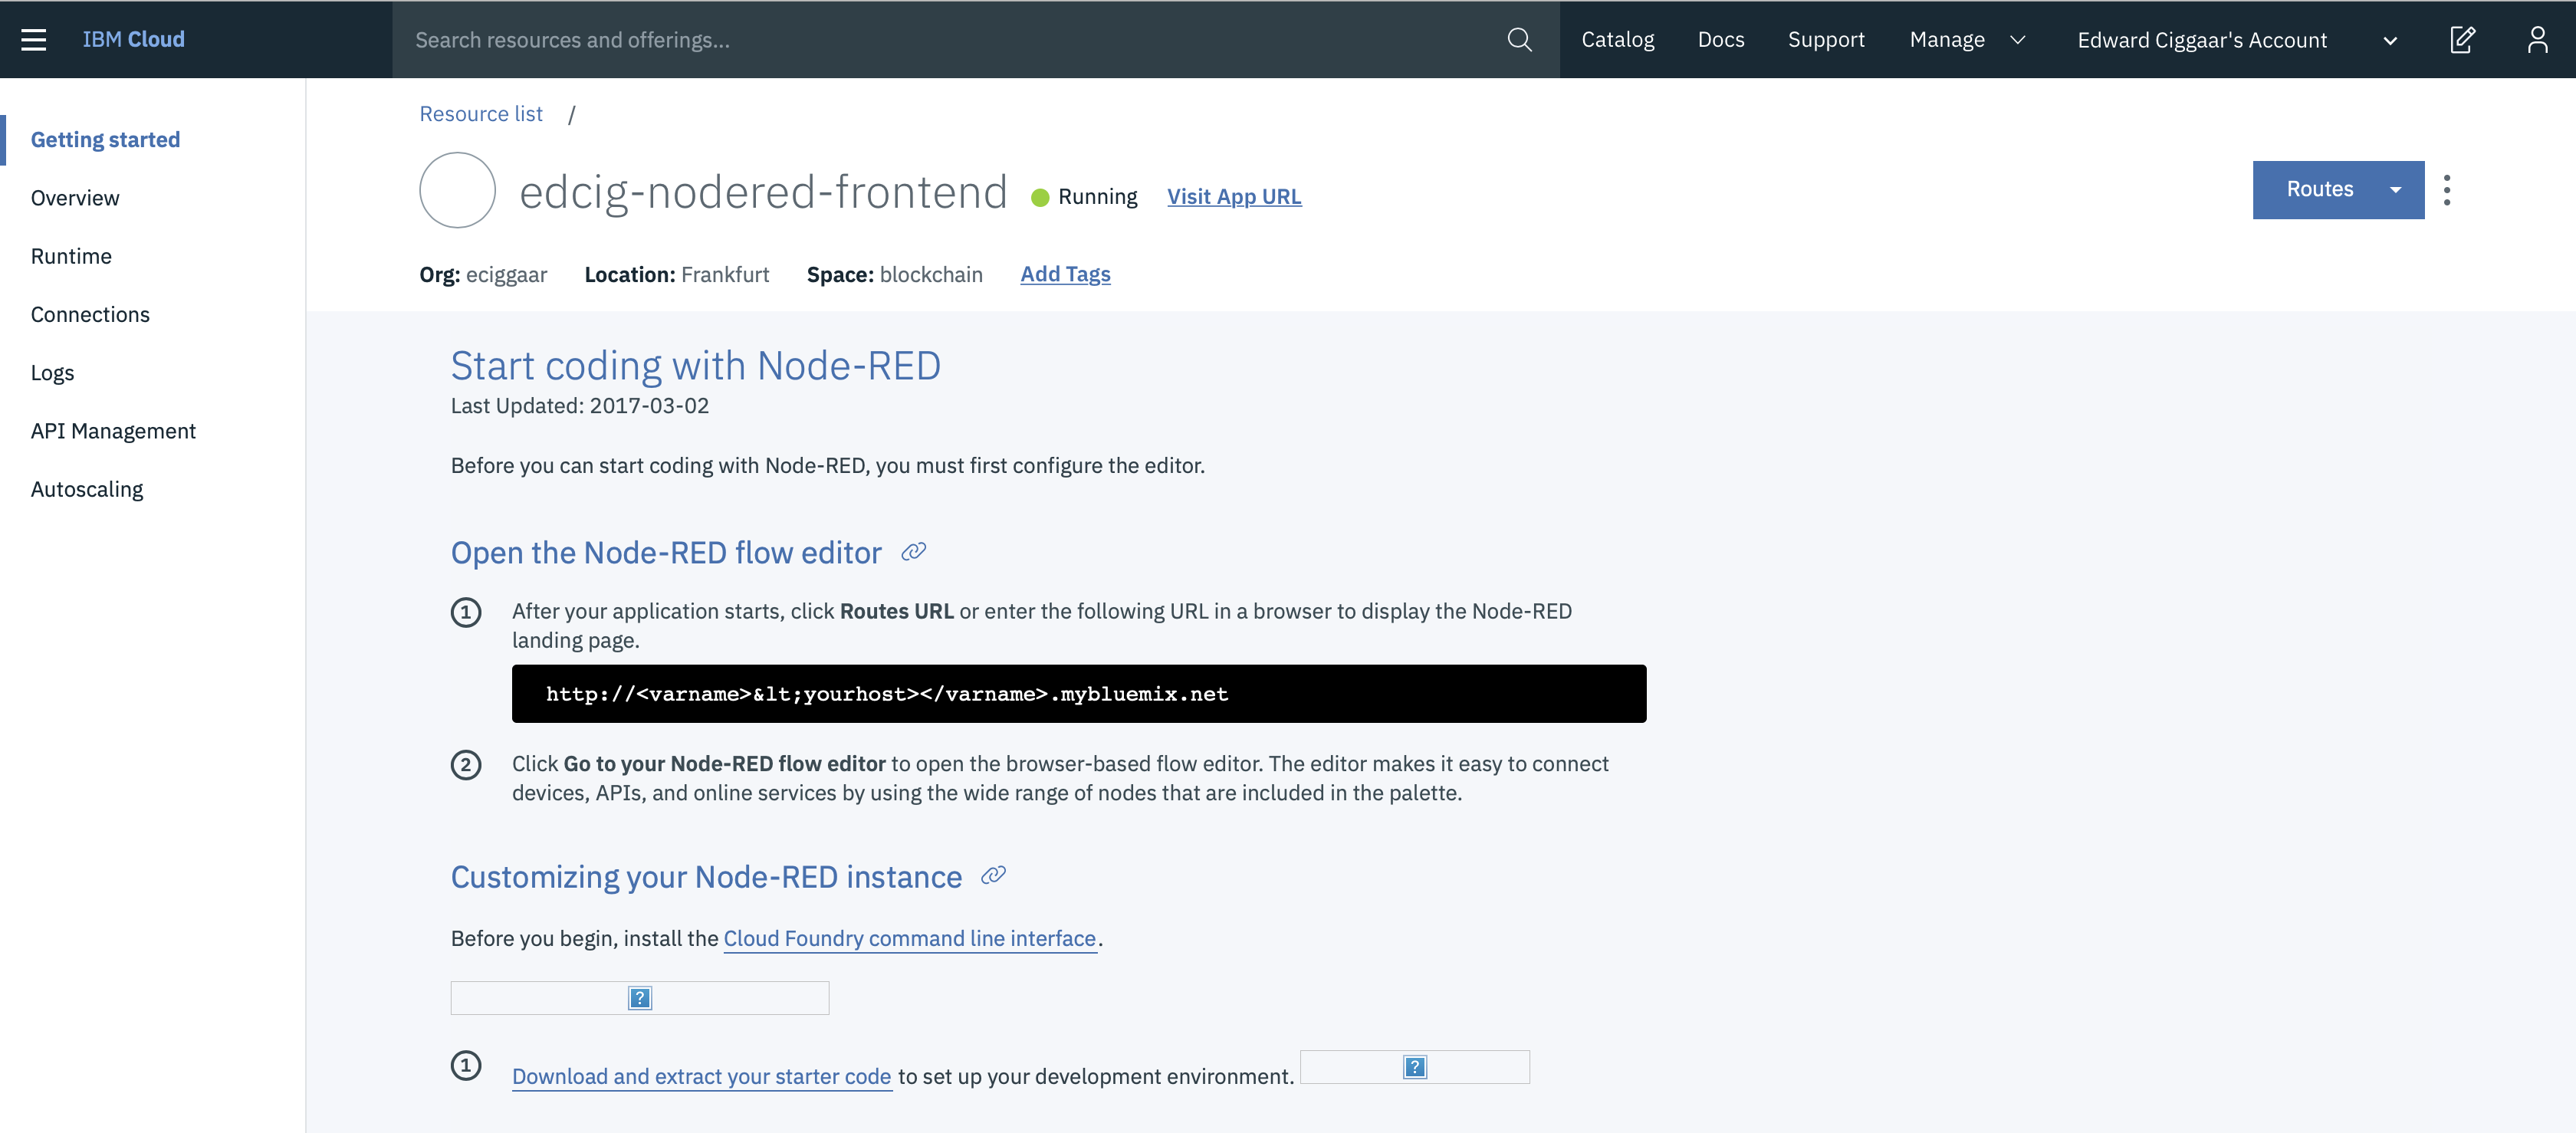 IBM Cloud
Search resources and offerings...
Catalog
Docs
Support
Manage
Edward Ciggaar's Account
Getting started
Overview
Runtime
Connections
Logs
API Management
Autoscaling
Resource list /
edcig-nodered-frontend
Running
Visit App URL
Routes
Org: eciggaar
Location: Frankfurt
Space: blockchain
Add Tags
Start coding with Node-RED
Last Updated: 2017-03-02
Before you can start coding with Node-RED, you must first configure the editor.
Open the Node-RED flow editor
1 After your application starts, click Routes URL or enter the following URL in a browser to display the Node-RED
landing page.
http://<varname>&lt;yourhost></varname>.mybluemix.net
2 Click Go to your Node-RED flow editor to open the browser-based flow editor. The editor makes it easy to connect
devices, APIs, and online services by using the wide range of nodes that are included in the palette.
Customizing your Node-RED instance
Before you begin, install the Cloud Foundry command line interface.
?
1 Download and extract your starter code to set up your development environment. ?